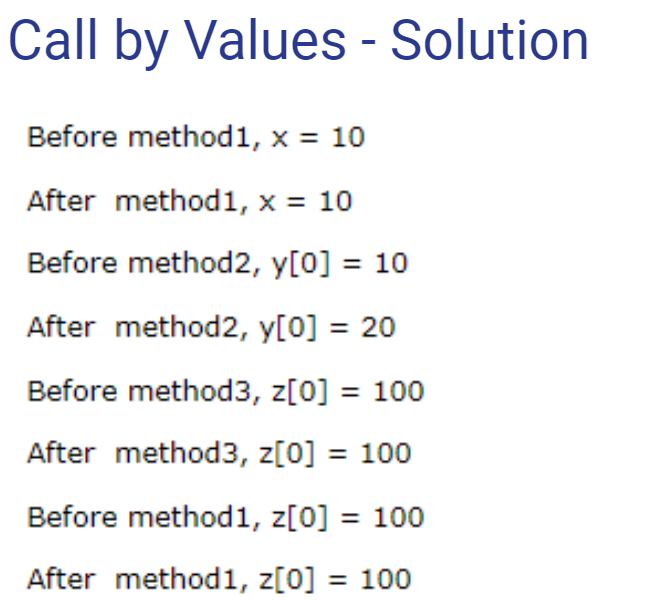 Call by Values - Solution
Before method1, x = 10
After  method1, x = 10
Before method2, y[0] = 10
After  method2, y[0] = 20
Before method3, z[0] = 100
After  method3, z[0] = 100
Before method1, z[0] = 100
After  method1, z[0] = 100